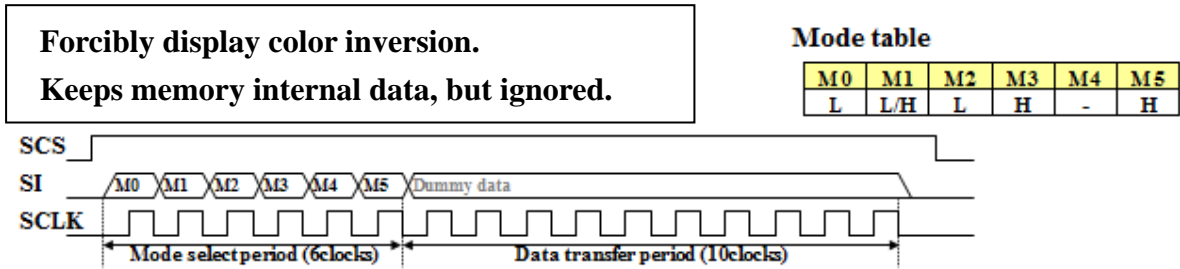 Forcibly display color inversion.
Keeps memory internal data, but ignored.
Mode table
M0 M1 M2 M3 M4 M5
L L/H L H - H
SCS
SI M0 M1 M2 M3 M4 M5 Dummy data
SCLK
Mode select period (6clocks) Data transfer period (10clocks)